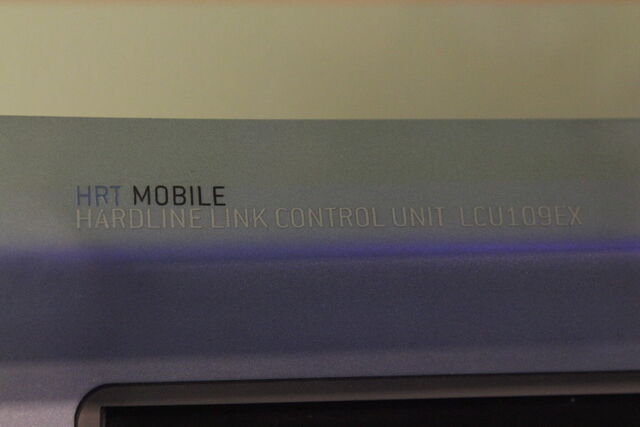 HRT MOBILE
HARDLINE LINK CONTROL UNIT LCU109EX